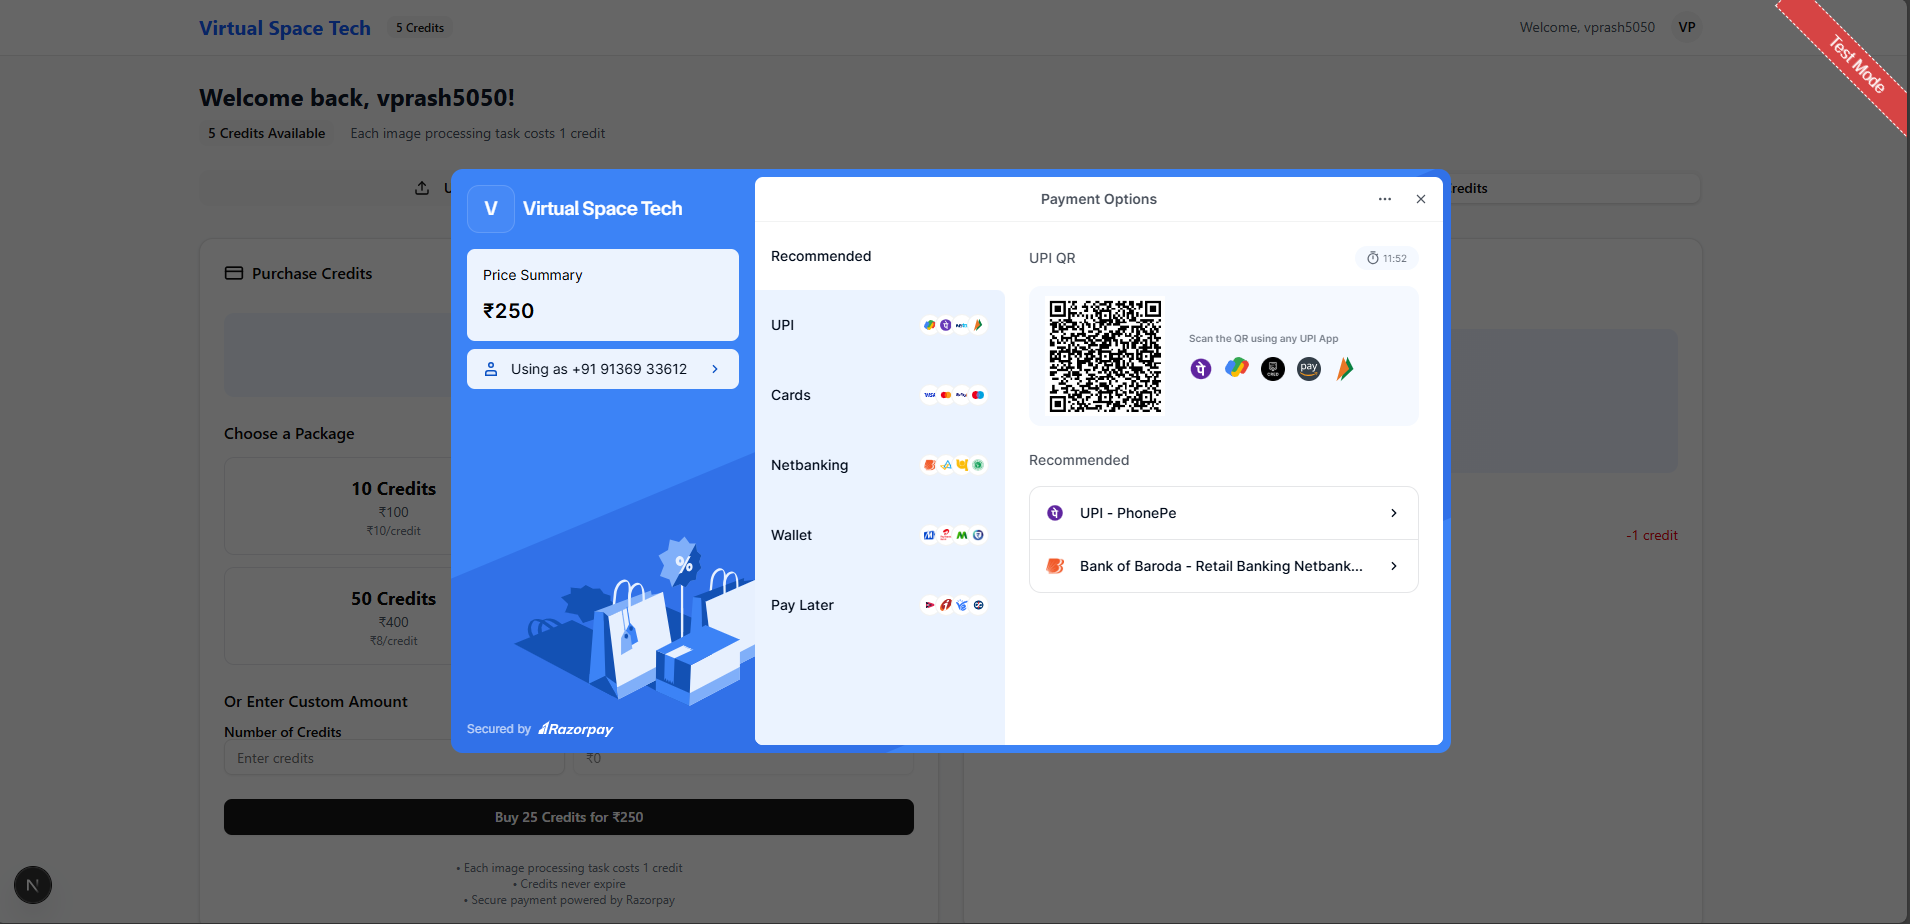 Virtual Space Tech
5 Credits
Welcome, vprash5050
VP
Test Mode
Welcome back, vprash5050!
5 Credits Available
Each image processing task costs 1 credit
U
redits
Purchase Credits
Choose a Package
10 Credits
₹100
₹10/credit
50 Credits
₹400
₹8/credit
Or Enter Custom Amount
Number of Credits
Enter credits
₹0
Buy 25 Credits for ₹250
• Each image processing task costs 1 credit
• Credits never expire
• Secure payment powered by Razorpay
-1 credit
N
V
Virtual Space Tech
Price Summary
₹250
Using as +91 91369 33612
Secured by Razorpay
Payment Options
Recommended
UPI
Cards
VISA
Netbanking
Wallet
Pay Later
UPI QR
11:52
Scan the QR using any UPI App
पे
CRED
pay
Recommended
UPI - PhonePe
Bank of Baroda - Retail Banking Netbank...